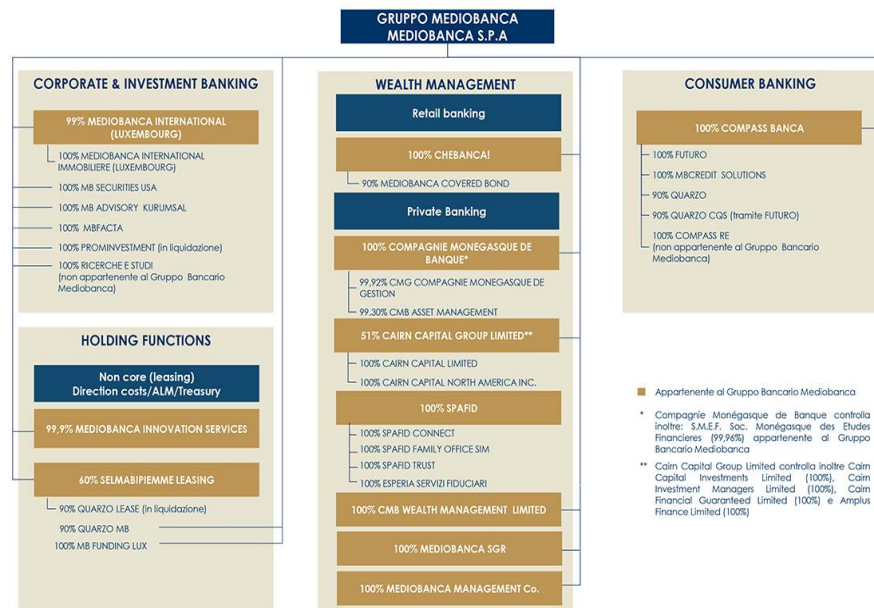 GRUPPO MEDIOBANCA
MEDIOBANCA S.P.A
CORPORATE & INVESTMENT BANKING
99% MEDIOBANCA INTERNATIONAL
(LUXEMBOURG)
100% MEDIOBANCA INTERNATIONAL
IMMOBILIERE (LUXEMBOURG)
100% MB SECURITIES USA
100% MB ADVISORY KURUMSAL
100% MBFACTA
100% PROMINVESTMENT (in liquidazione)
100% RICERCHE E STUDI
(non appartenente al Gruppo Bancario
Mediobanca)
HOLDING FUNCTIONS
Non core (leasing)
Direction costs/ALM/Treasury
99,9% MEDIOBANCA INNOVATION SERVICES
60% SELMABIPIEMME LEASING
90% QUARZO LEASE (in liquidazione)
90% QUARZO MB
100% MB FUNDING LUX
WEALTH MANAGEMENT
Retail banking
100% CHEBANCA!
90% MEDIOBANCA COVERED BOND
Private Banking
100% COMPAGNIE MONEGASQUE DE
BANQUE*
99,92% CMG COMPAGNIE MONEGASQUE DE
GESTION
99.30% CMB ASSET MANAGEMENT
51% CAIRN CAPITAL GROUP LIMITED**
100% CAIRN CAPITAL LIMITED
100% CAIRN CAPITAL NORTH AMERICA INC.
100% SPAFID
100% SPAFID CONNECT
100% SPAFID FAMILY OFFICE SIM
100% SPAFID TRUST
100% ESPERIA SERVIZI FIDUCIARI
100% CMB WEALTH MANAGEMENT LIMITED
100% MEDIOBANCA SGR
100% MEDIOBANCA MANAGEMENT Co.
CONSUMER BANKING
100% COMPASS BANCA
100% FUTURO
100% MBCREDIT SOLUTIONS
90% QUARZO
90% QUARZO CQS (tramite FUTURO)
100% COMPASS RE
(non appartenente al Gruppo Bancario
Mediobanca)
Appartenente al Gruppo Bancario Mediobanca
* Compagnie Monégasque de Banque controlla
inoltre: S.M.E.F. Soc. Monégasque des Etudes
Financieres (99,96%) appartenente al Gruppo
Bancario Mediobanca
** Cairn Capital Group Limited controlla inoltre Cairn
Capital Investments Limited (100%), Cairn
Investment Managers Limited (100%), Cairn
Financial Guaranteed Limited (100%) e Amplus
Finance Limited (100%)